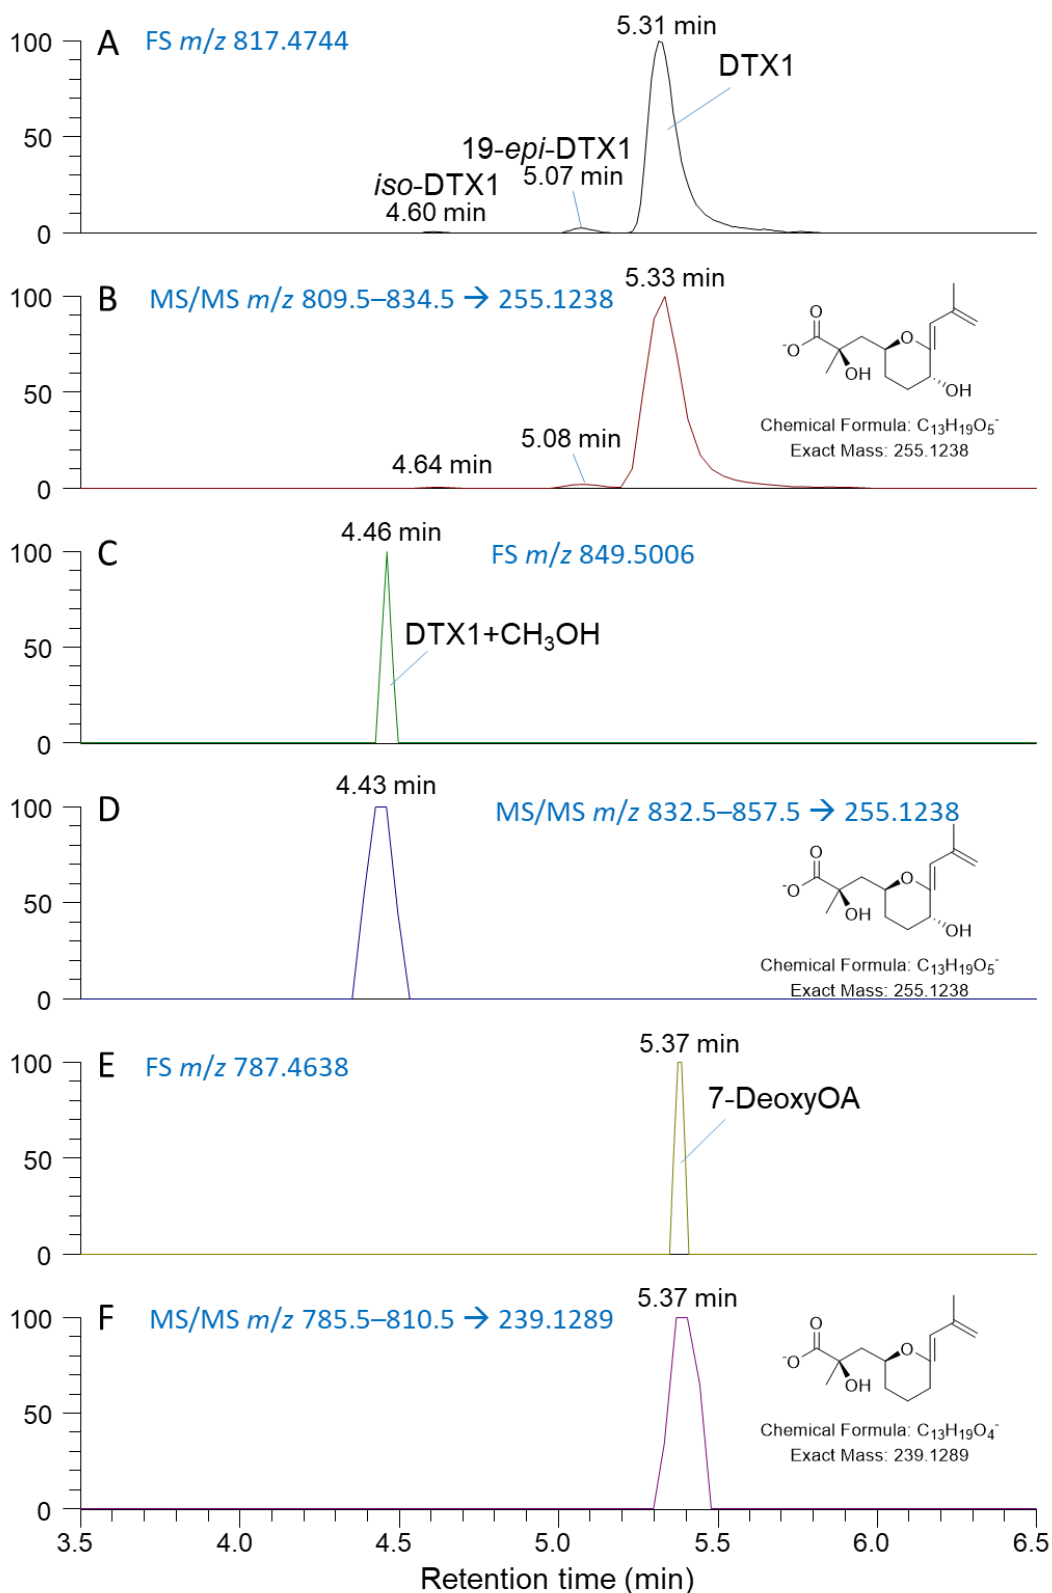 5.31 min
A FS m/z 817.4744
100
DTX1
50
19-epi-DTX1
5.07 min
iso-DTX1
4.60 min
0
5.33 min
B MS/MS m/z 809.5–834.5 → 255.1238
100
O
-O
OH
O
OH
50
Chemical Formula: C₁₃H₁₉O₅⁻
Exact Mass: 255.1238
5.08 min
4.64 min
0
4.46 min
C FS m/z 849.5006
100
50
DTX1+CH₃OH
0
4.43 min
D MS/MS m/z 832.5–857.5 → 255.1238
100
O
-O
OH
O
OH
50
Chemical Formula: C₁₃H₁₉O₅⁻
Exact Mass: 255.1238
0
5.37 min
E FS m/z 787.4638
100
7-DeoxyOA
50
0
5.37 min
F MS/MS m/z 785.5–810.5 → 239.1289
100
O
-O
OH
O
50
Chemical Formula: C₁₃H₁₉O₄⁻
Exact Mass: 239.1289
0
3.5 4.0 4.5 5.0 5.5 6.0 6.5
Retention time (min)